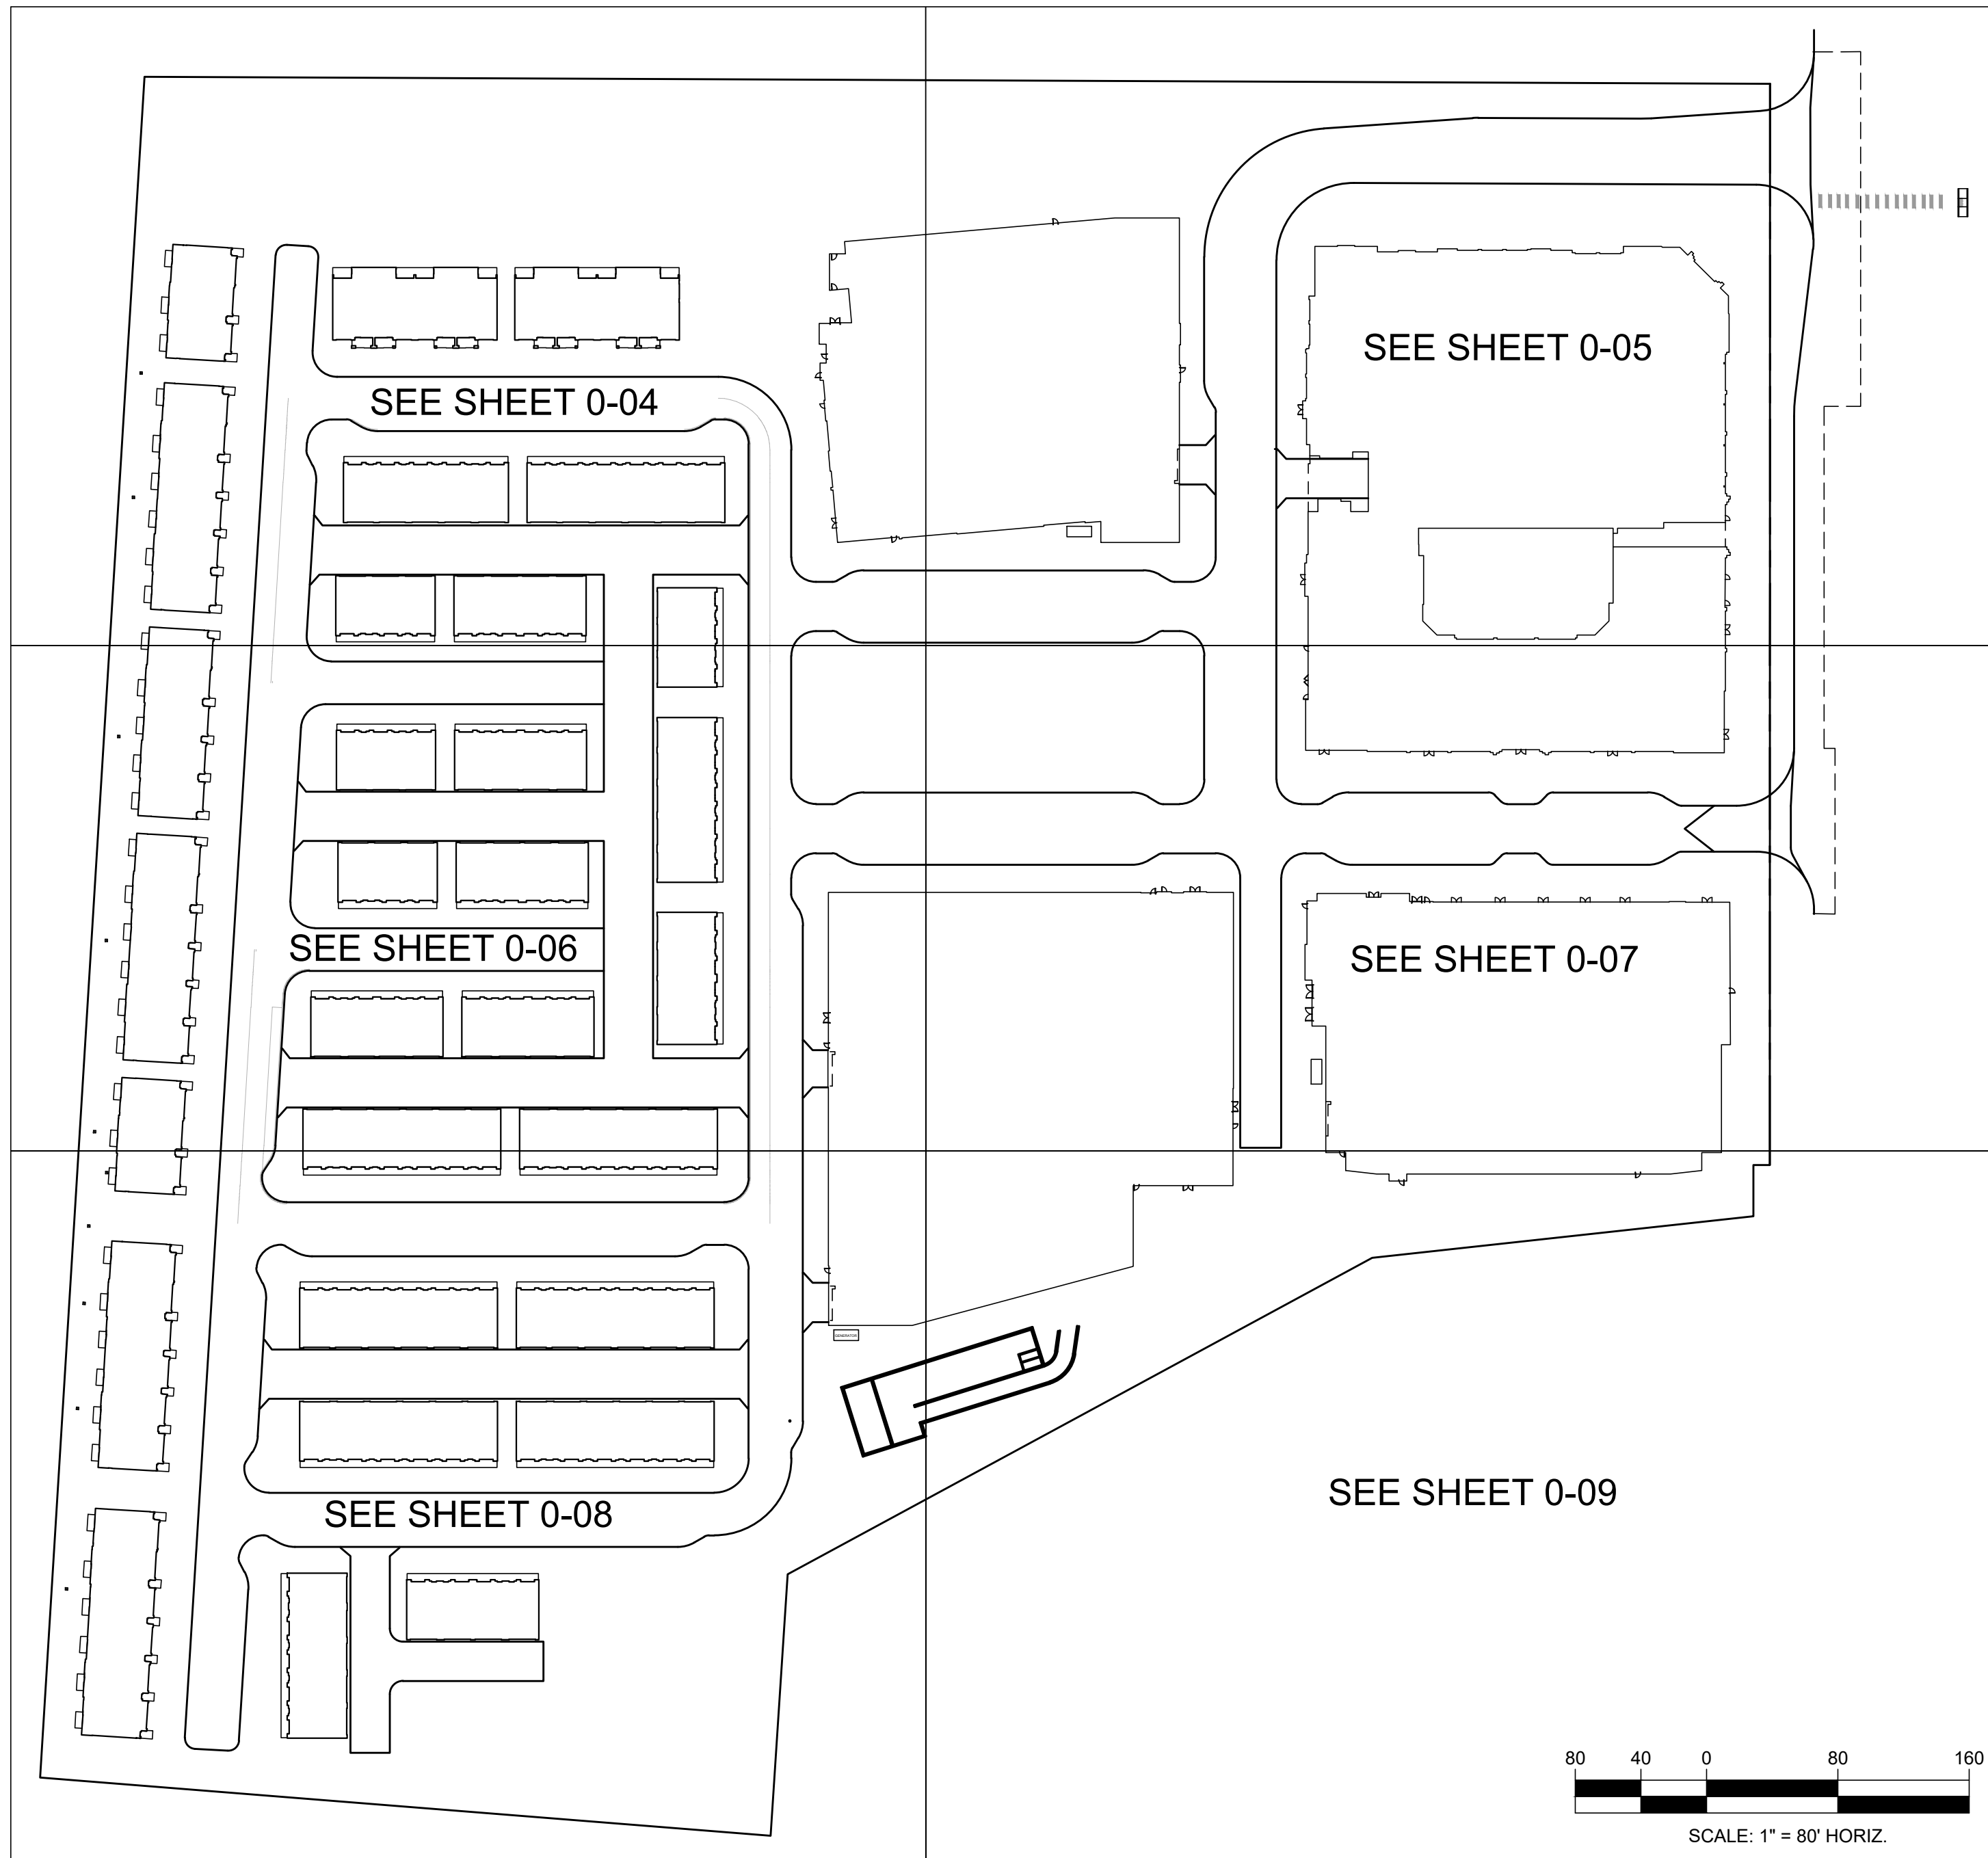 SEE SHEET 0-05
SEE SHEET 0-04
SEE SHEET 0-06
SEE SHEET 0-07
GENERATOR
SEE SHEET 0-09
SEE SHEET 0-08
80 40 0 80 160
SCALE: 1" = 80' HORIZ.